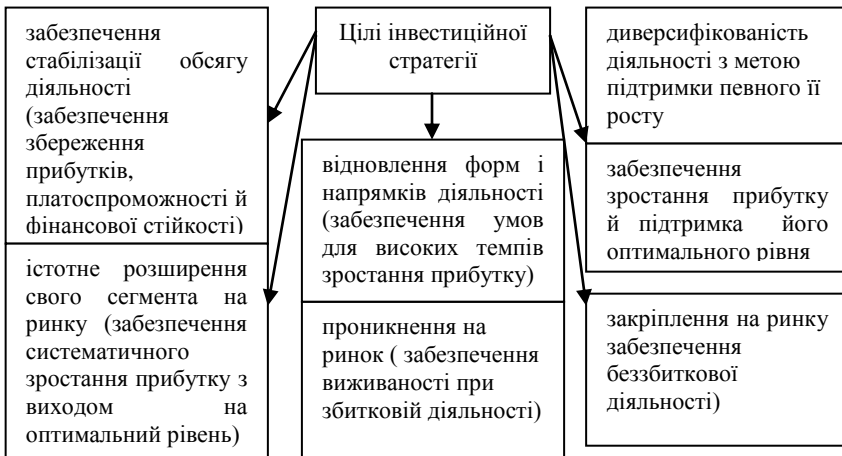 забезпечення
стабілізації обсягу
діяльності
(забезпечення
збереження
прибутків,
платоспроможності й
фінансової стійкості)
істотне розширення
свого сегмента на
ринку (забезпечення
систематичного
зростання прибутку з
виходом на
оптимальний рівень)
Цілі інвестиційної
стратегії
відновлення форм і
напрямків діяльності
(забезпечення умов
для високих темпів
зростання прибутку)
проникнення на
ринок ( забезпечення
виживаності при
збитковій діяльності)
диверсифікованість
діяльності з метою
підтримки певного її
росту
забезпечення
зростання прибутку
й підтримка його
оптимального рівня
закріплення на ринку
забезпечення
беззбиткової
діяльності)